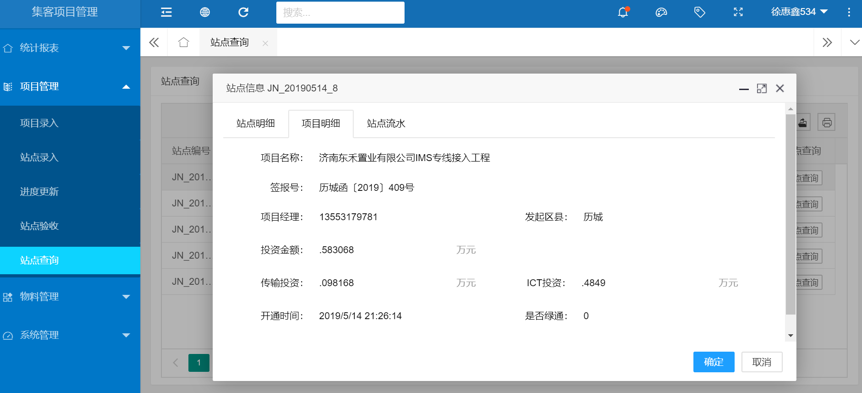 集客项目管理
搜索...
徐惠鑫534
统计报表
项目管理
项目录入
站点录入
进度更新
站点验收
站点查询
物料管理
系统管理
站点查询
站点查询
站点编号
JN_201...
JN_201...
JN_201...
JN_201...
JN_201...
点查询
点查询
点查询
点查询
点查询
点查询
1
站点信息 JN_20190514_8
站点明细 项目明细 站点流水
项目名称: 济南东禾置业有限公司IMS专线接入工程
签报号: 历城函〔2019〕409号
项目经理: 13553179781 发起区县: 历城
投资金额: .583068 万元
传输投资: .098168 万元 ICT投资: .4849 万元
开通时间: 2019/5/14 21:26:14 是否绿通: 0
确定 取消